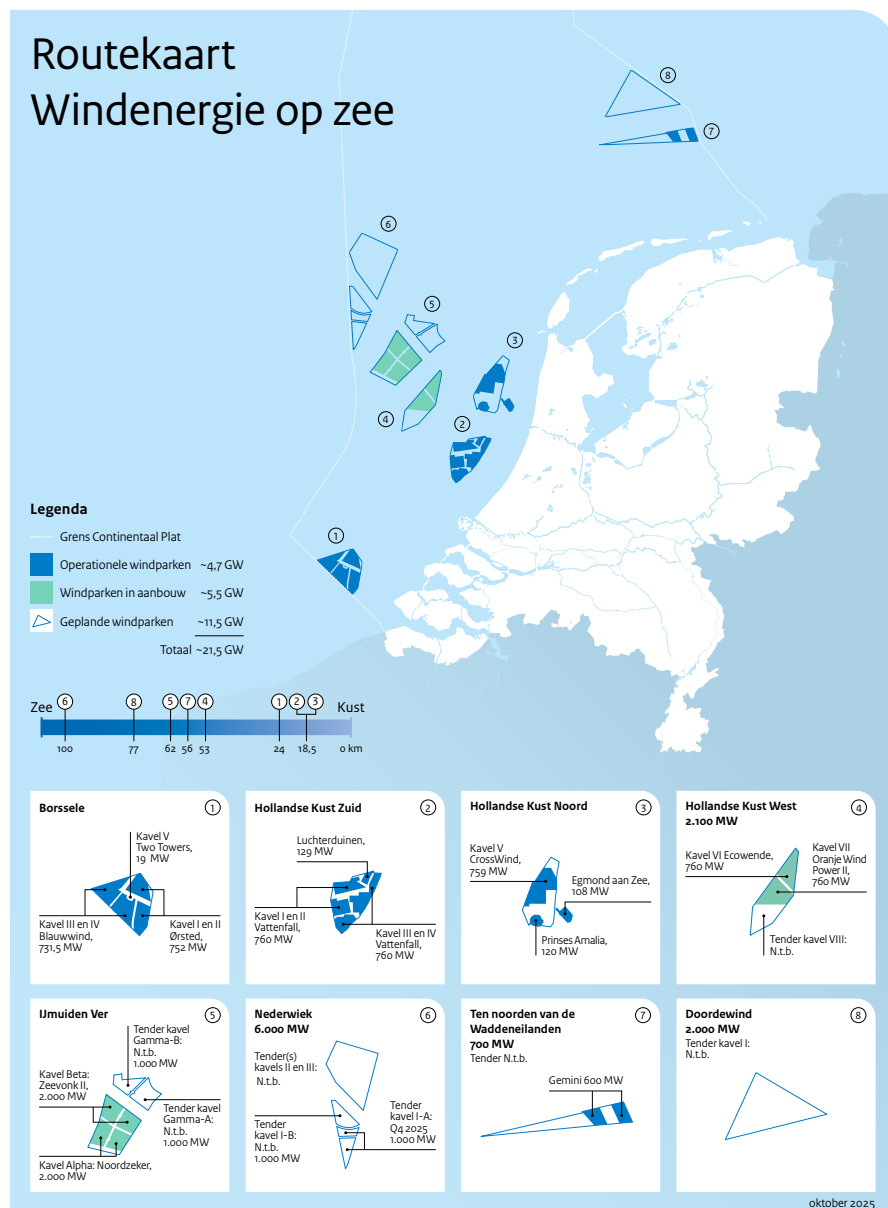 Routekaart
Windenergie op zee
8
7
6
5
3
4
2
1
Legenda
Grens Continentaal Plat
Operationele windparken ~4,7 GW
Windparken in aanbouw ~5,5 GW
Geplande windparken ~11,5 GW
Totaal ~21,5 GW
Zee 6 8 5 7 4 1 2 3 Kust
100 77 62 56 53 24 18,5 0 km
Borssele 1
Kavel V
Two Towers,
19 MW
Kavel III en IV
Blauwwind,
731,5 MW
Kavel I en II
Ørsted,
752 MW
Hollandse Kust Zuid 2
Luchterduinen,
129 MW
Kavel I en II
Vattenfall,
760 MW
Kavel III en IV
Vattenfall,
760 MW
Hollandse Kust Noord 3
Kavel V
CrossWind,
759 MW
Egmond aan Zee,
108 MW
Prinses Amalia,
120 MW
Hollandse Kust West 4
2.100 MW
Kavel VI Ecowende,
760 MW
Kavel VII
Oranje Wind
Power II,
760 MW
Tender kavel VIII:
N.t.b.
IJmuiden Ver 5
Tender kavel
Gamma-B:
N.t.b.
1.000 MW
Kavel Beta:
Zeevonk II,
2.000 MW
Tender kavel
Gamma-A:
N.t.b.
1.000 MW
Kavel Alpha: Noordzeker,
2.000 MW
Nederwiek 6
6.000 MW
Tender(s)
kavels II en III:
N.t.b.
Tender
kavel I-B:
N.t.b.
1.000 MW
Tender
kavel I-A:
Q4 2025
1.000 MW
Ten noorden van de 7
Waddeneilanden
700 MW
Tender N.t.b.
Gemini 600 MW
Doordewind 8
2.000 MW
Tender kavel I:
N.t.b.
oktober 2025